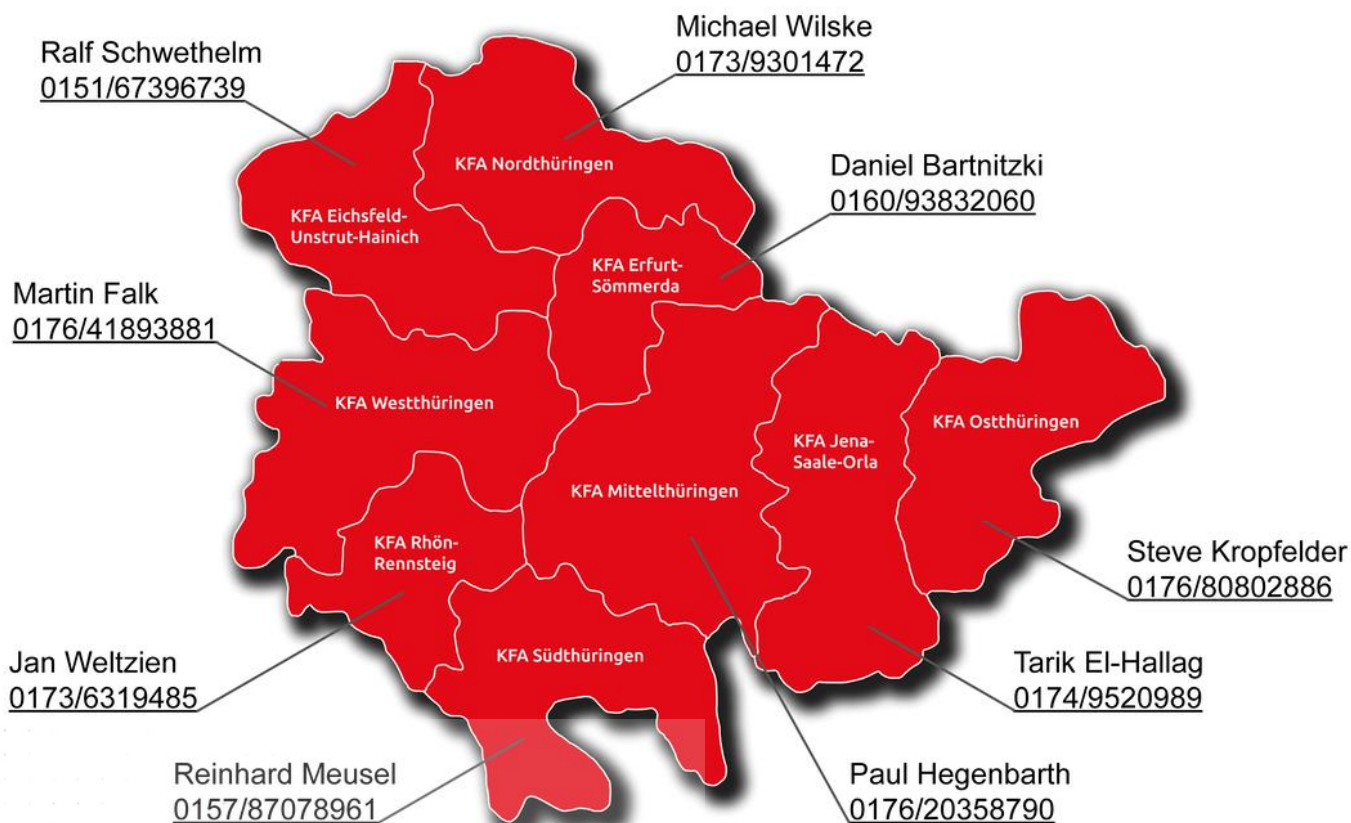 Michael Wilske
0173/9301472
Ralf Schwethelm
0151/67396739
KFA Nordthüringen
Daniel Bartnitzki
0160/93832060
KFA Eichsfeld-
Unstrut-Hainich
KFA Erfurt-
Sömmerda
Martin Falk
0176/41893881
KFA Westthüringen
KFA Ostthüringen
KFA Jena-
Saale-Orla
KFA Mittelthüringen
KFA Rhön-
Rennsteig
Steve Kropfelder
0176/80802886
KFA Südthüringen
Jan Weltzien
0173/6319485
Tarik El-Hallag
0174/9520989
Reinhard Meusel
0157/87078961
Paul Hegenbarth
0176/20358790